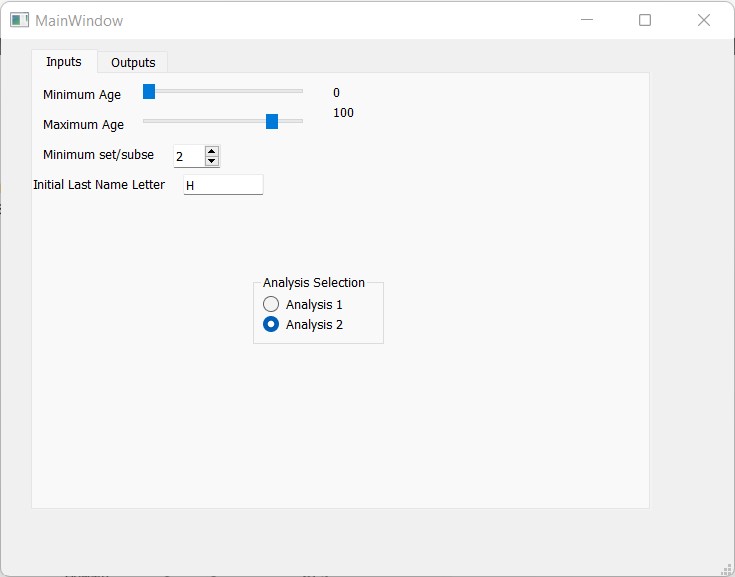 MainWindow
Inputs Outputs
Minimum Age 0
Maximum Age 100
Minimum set/subse 2
Initial Last Name Letter H
Analysis Selection
Analysis 1
Analysis 2